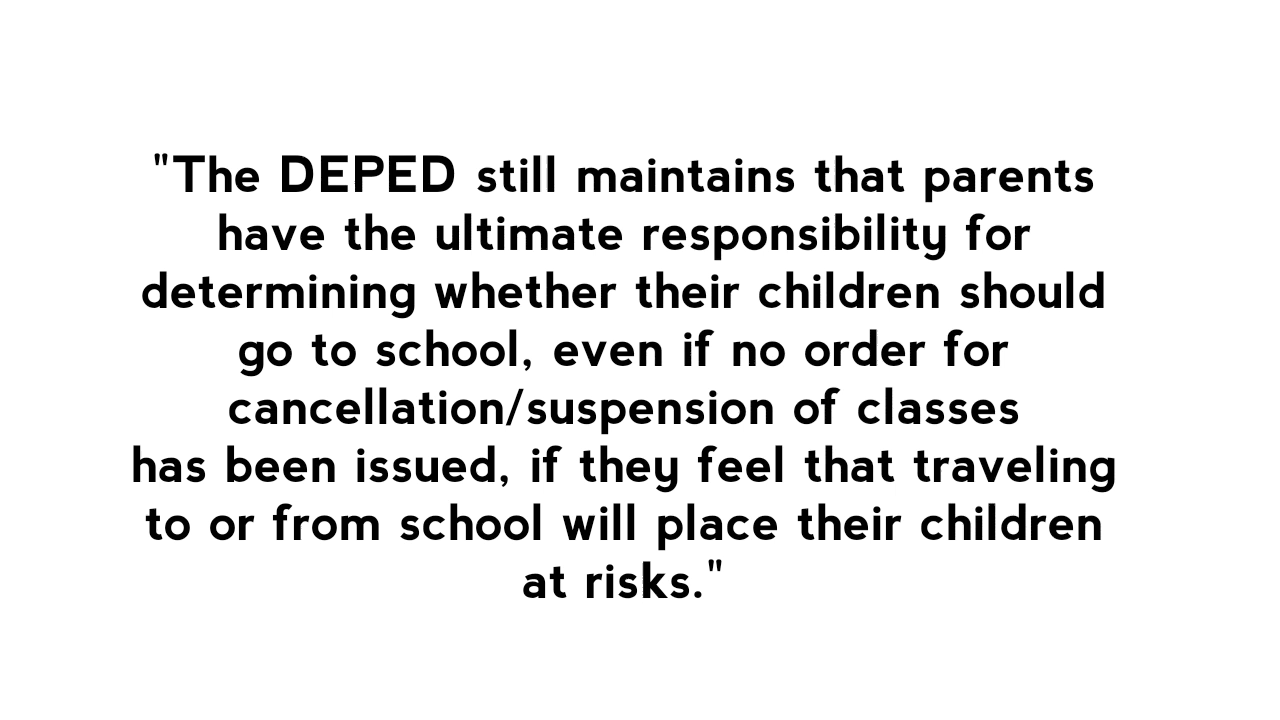 "The DEPED still maintains that parents
have the ultimate responsibility for
determining whether their children should
go to school, even if no order for
cancellation/suspension of classes
has been issued, if they feel that traveling
to or from school will place their children
at risks."